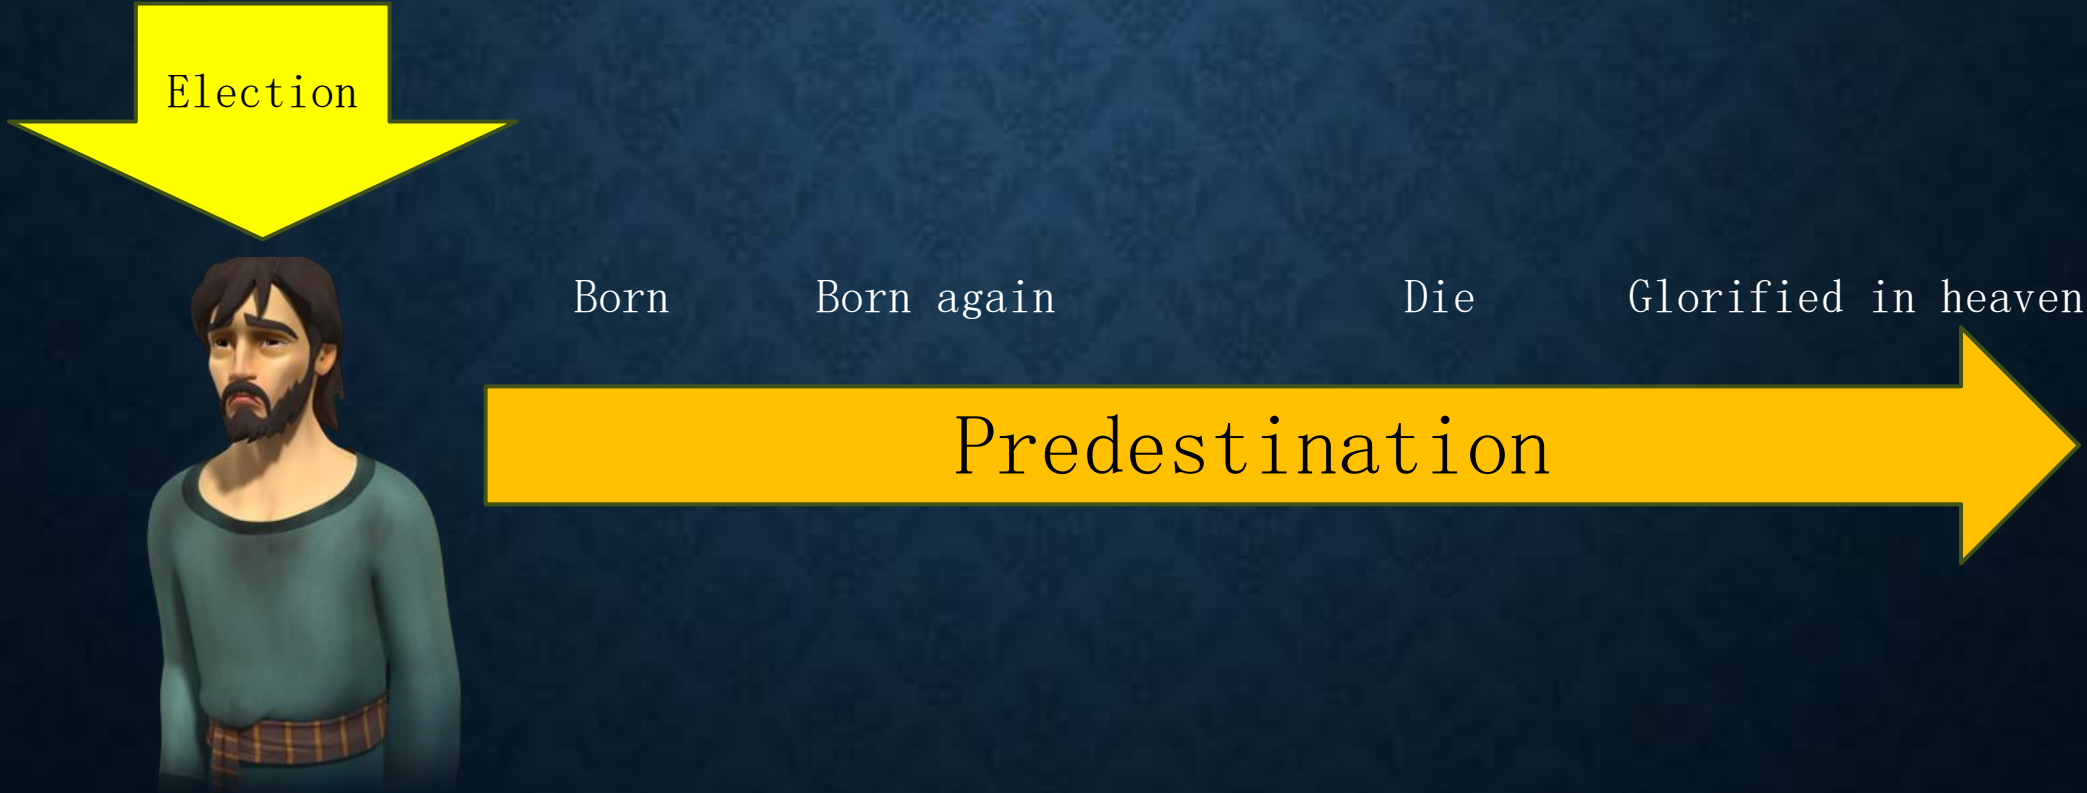 Election
Born Born again Die Glorified in heaven
Predestination